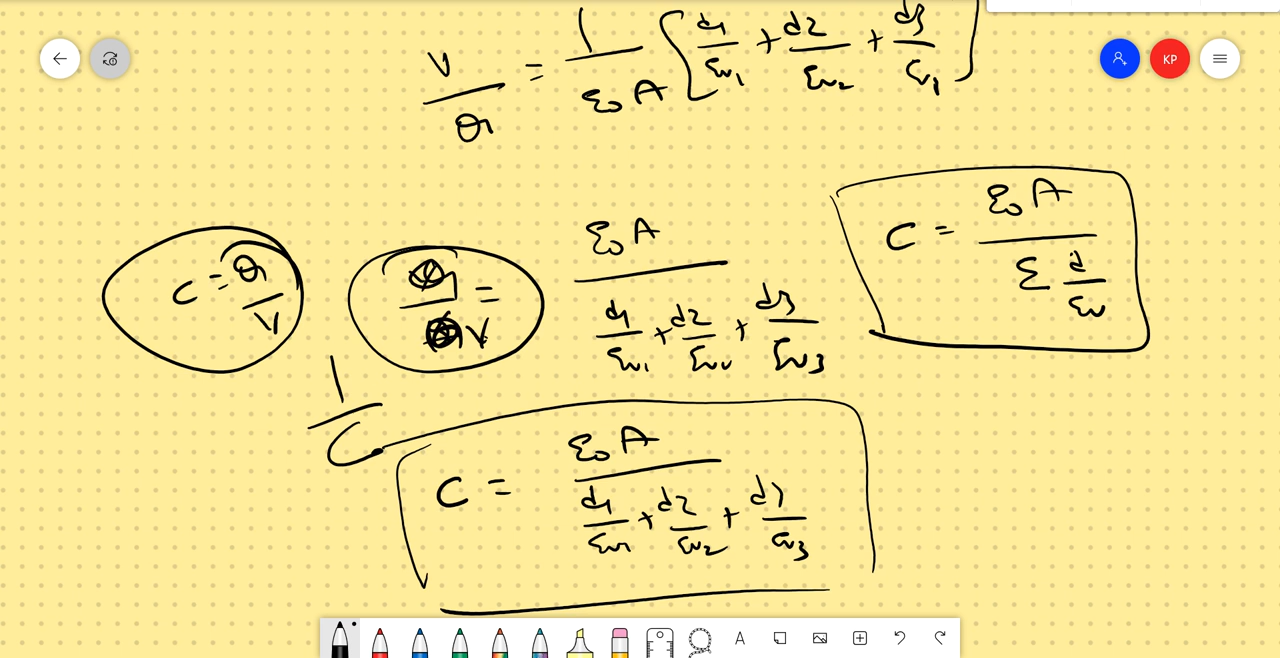 V/Q = 1/ε₀A [d₁/εr₁ + d2/εr₂ + d3/εr₁]
KP
C = Q/V
Q/V = ε₀A / (d₁/εr₁ + d2/εr₂ + d3/εr₃)
C = ε₀A / Σ d/εr
1/C
C = ε₀A / (d₁/εr₁ + d2/εr₂ + d3/εr₃)
A